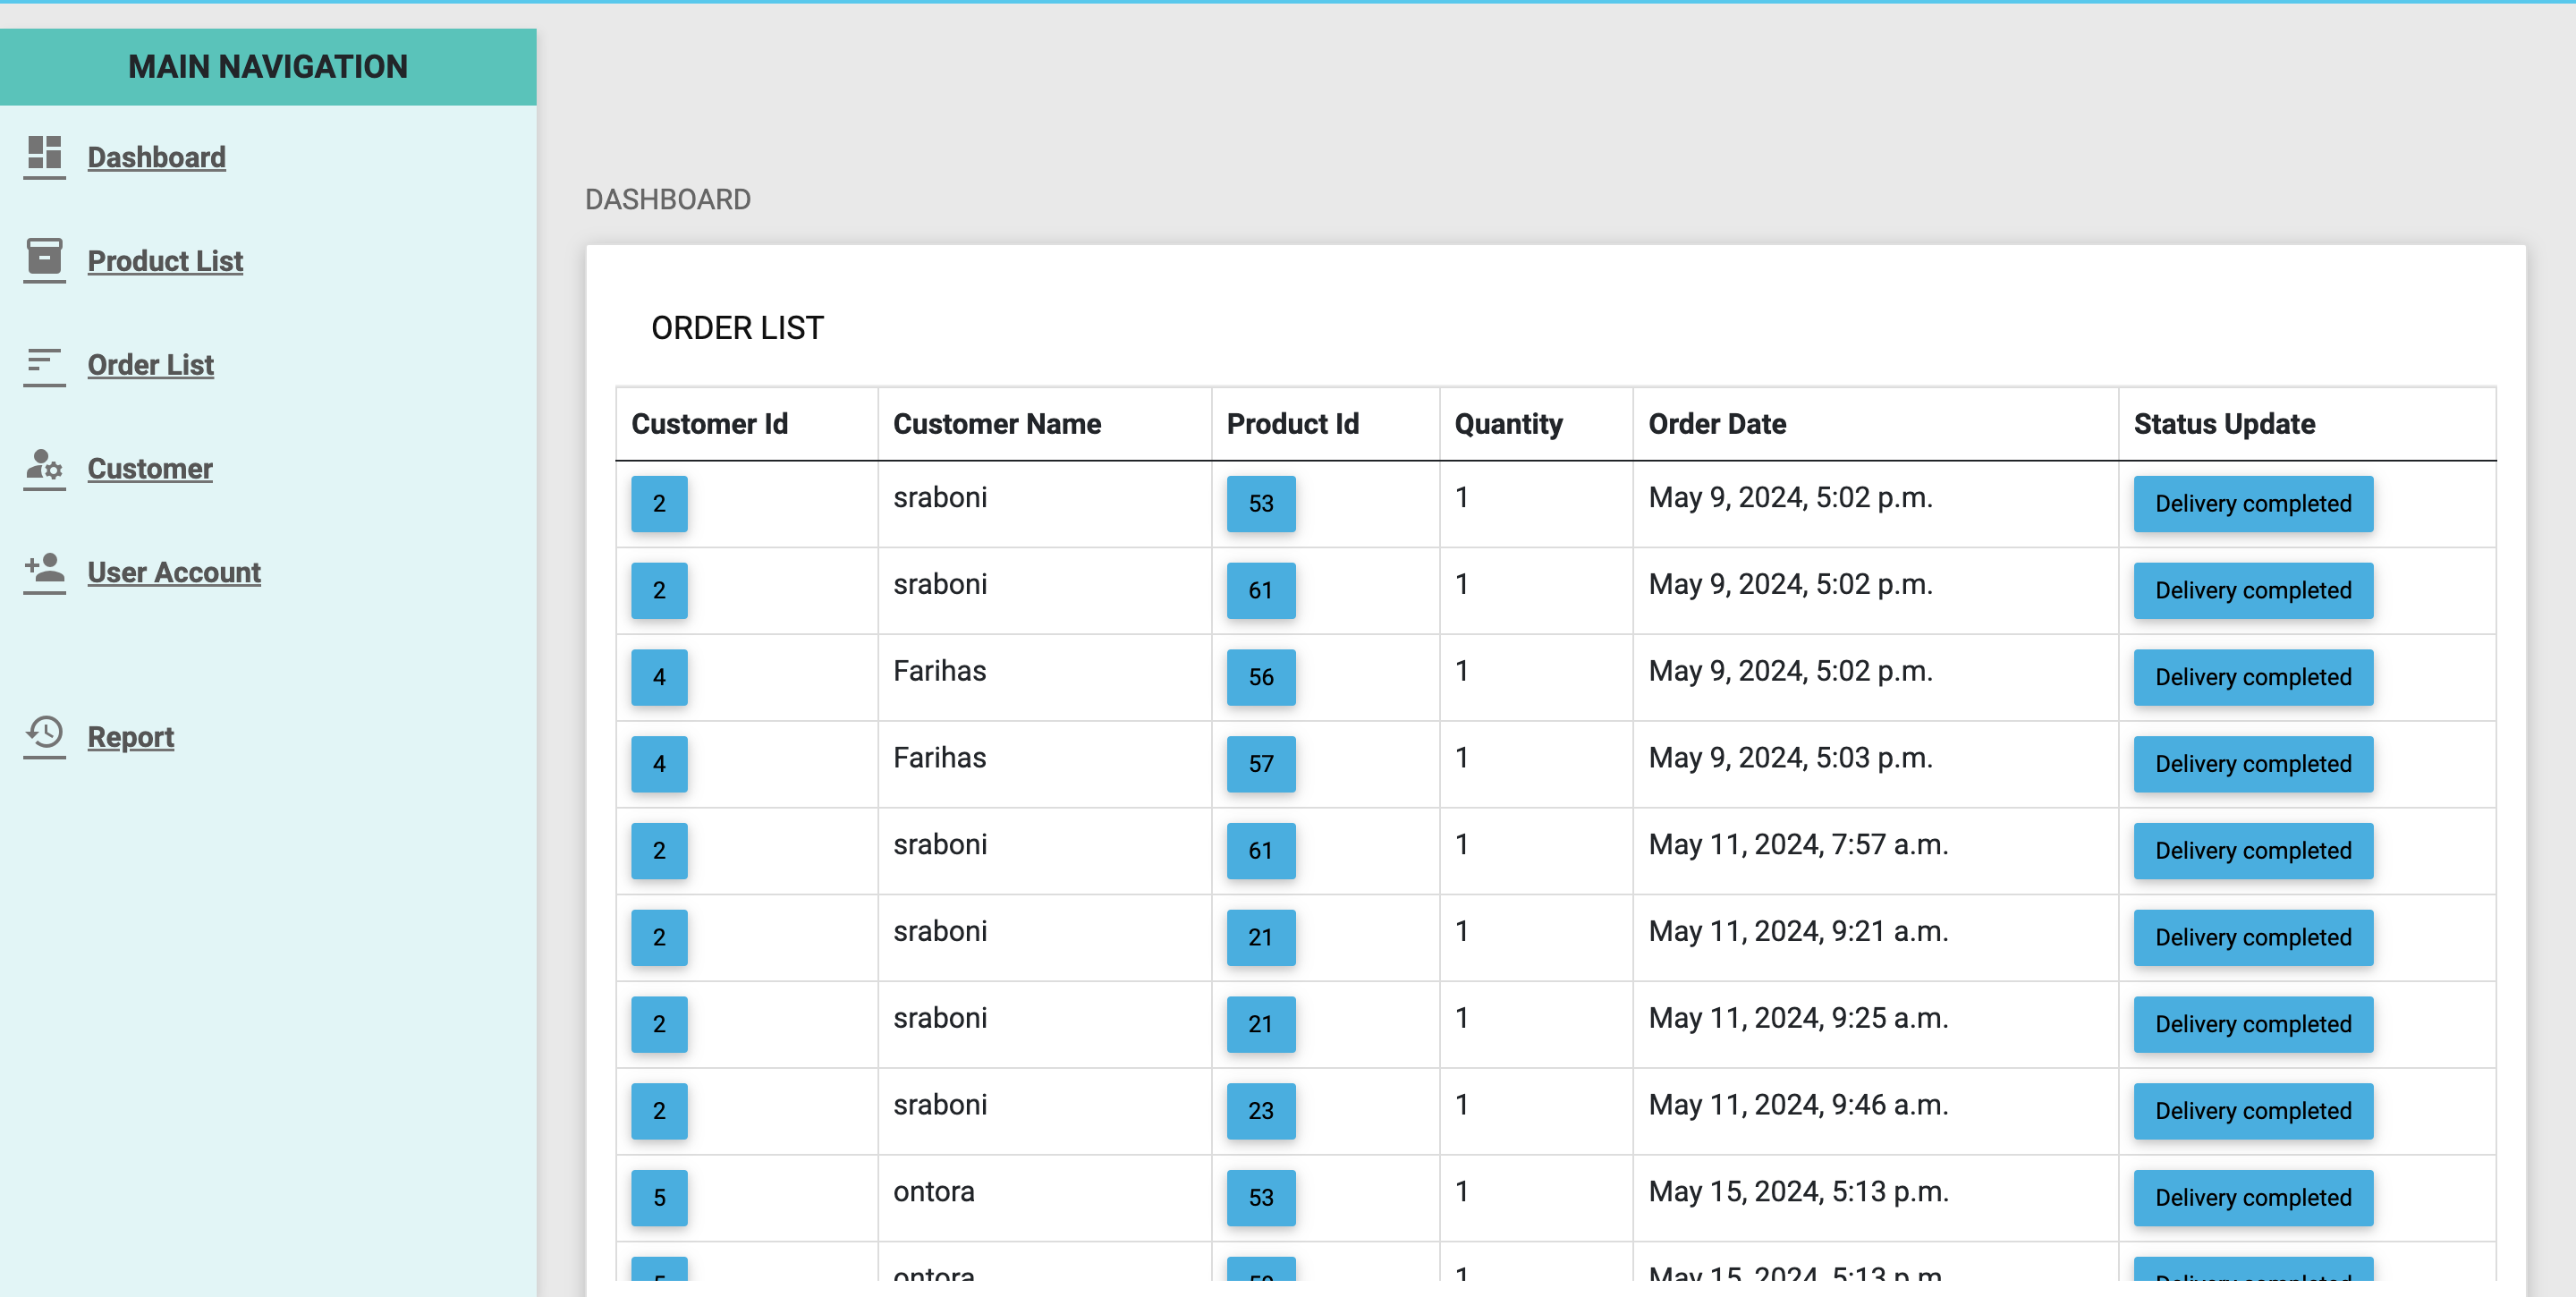 MAIN NAVIGATION
Dashboard
Product List
Order List
Customer
User Account
Report
DASHBOARD
ORDER LIST
Customer Id Customer Name Product Id Quantity Order Date Status Update
2 sraboni 53 1 May 9, 2024, 5:02 p.m. Delivery completed
2 sraboni 61 1 May 9, 2024, 5:02 p.m. Delivery completed
4 Farihas 56 1 May 9, 2024, 5:02 p.m. Delivery completed
4 Farihas 57 1 May 9, 2024, 5:03 p.m. Delivery completed
2 sraboni 61 1 May 11, 2024, 7:57 a.m. Delivery completed
2 sraboni 21 1 May 11, 2024, 9:21 a.m. Delivery completed
2 sraboni 21 1 May 11, 2024, 9:25 a.m. Delivery completed
2 sraboni 23 1 May 11, 2024, 9:46 a.m. Delivery completed
5 ontora 53 1 May 15, 2024, 5:13 p.m. Delivery completed
5 ontora 1 May 15, 2024, 5:13 p.m. Delivery completed